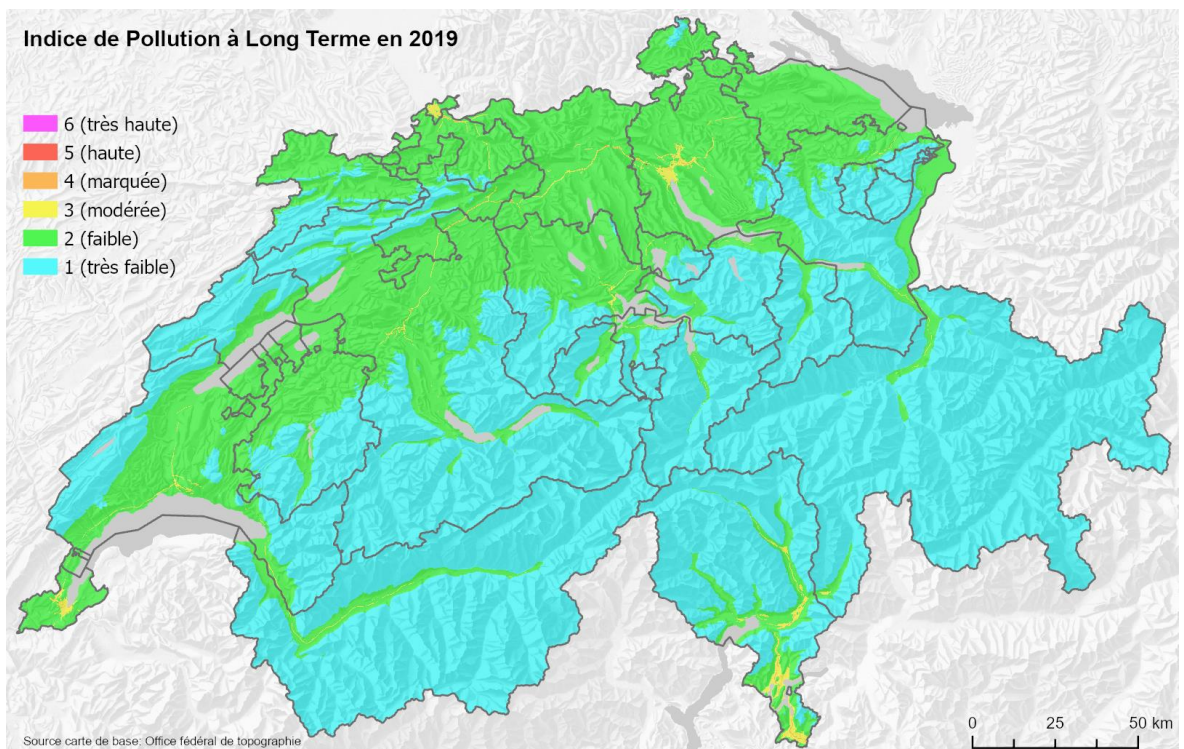 Indice de Pollution à Long Terme en 2019
6 (très haute)
5 (haute)
4 (marquée)
3 (modérée)
2 (faible)
1 (très faible)
0 25 50 km
Source carte de base: Office fédéral de topographie